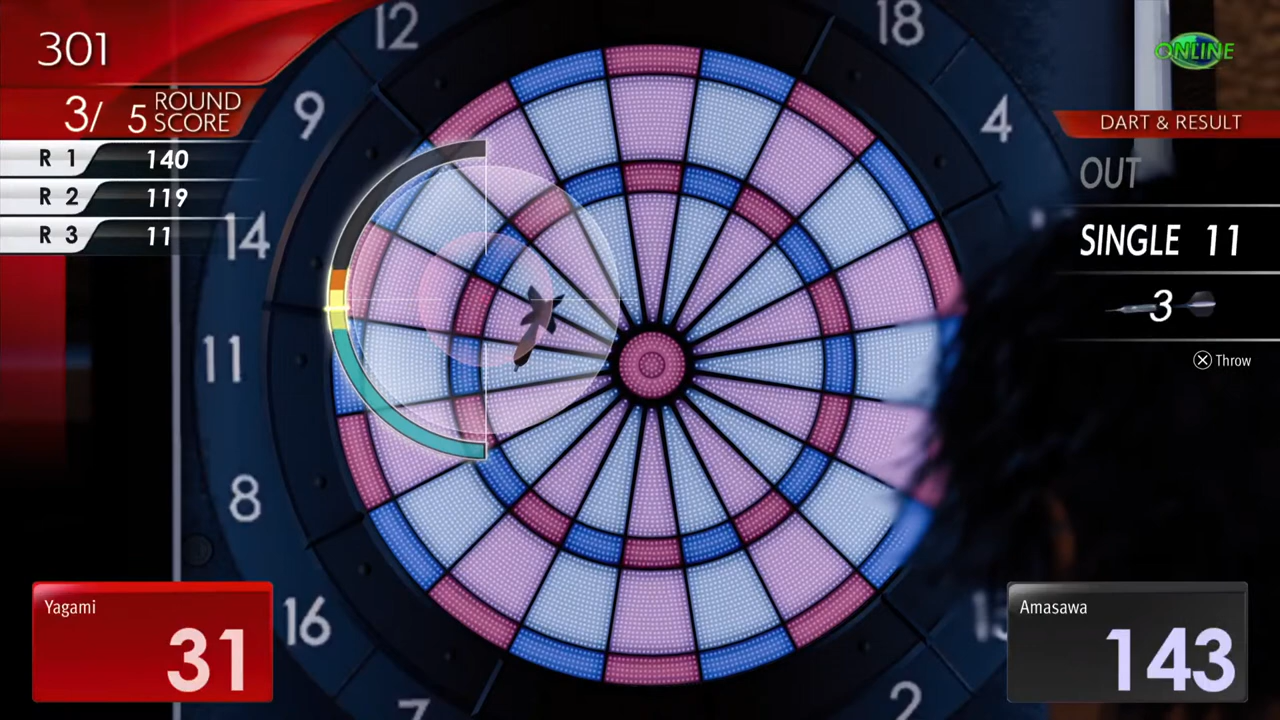 301
3/ 5 ROUND SCORE
R 1 140
R 2 119
R 3 11
12
18
9
4
14
11
8
16
7
2
ONLINE
DART & RESULT
OUT
SINGLE 11
3
Throw
Yagami
31
Amasawa
143